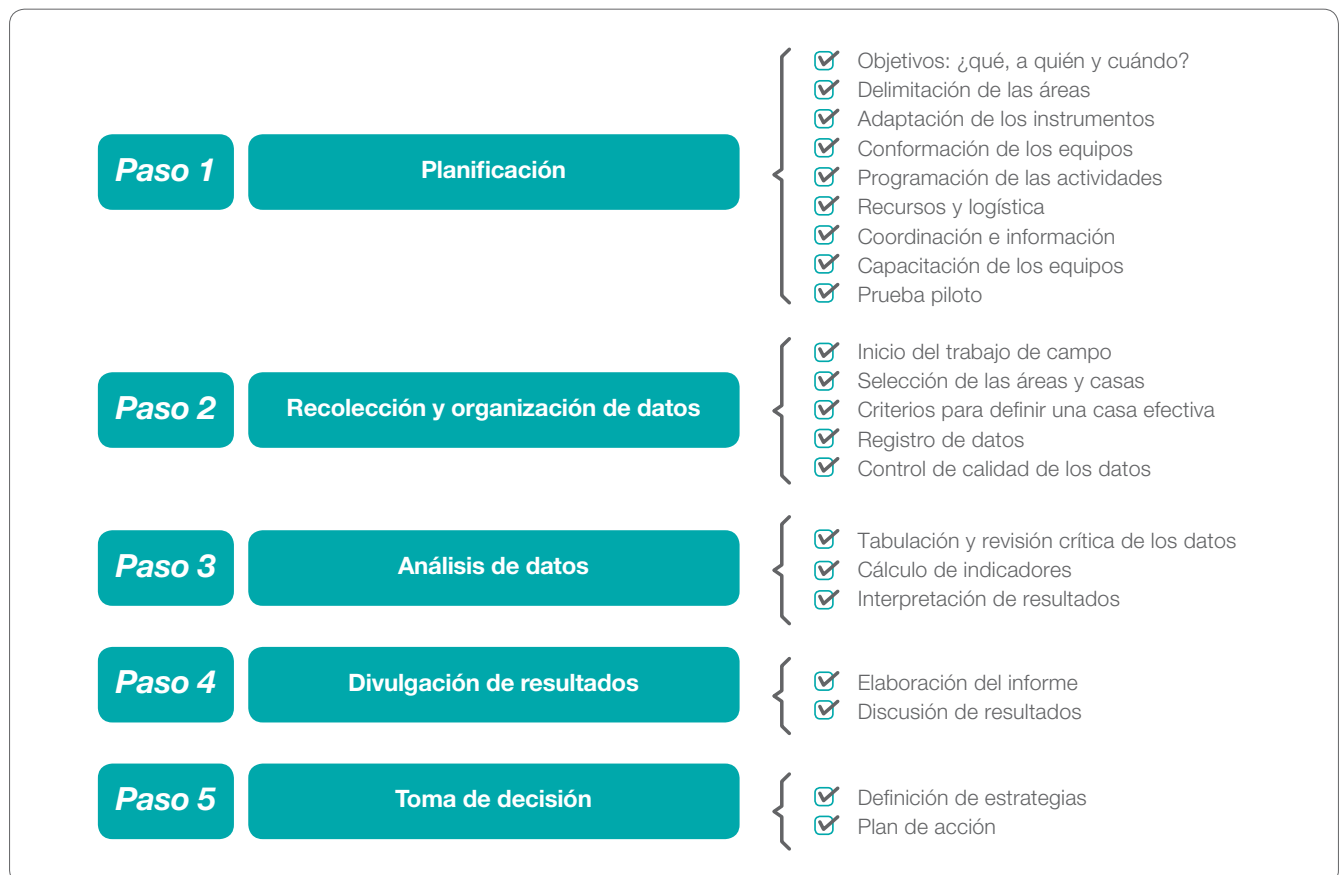 Paso 1
Planificación
Objetivos: ¿qué, a quién y cuándo?
Delimitación de las áreas
Adaptación de los instrumentos
Conformación de los equipos
Programación de las actividades
Recursos y logística
Coordinación e información
Capacitación de los equipos
Prueba piloto
Paso 2
Recolección y organización de datos
Inicio del trabajo de campo
Selección de las áreas y casas
Criterios para definir una casa efectiva
Registro de datos
Control de calidad de los datos
Paso 3
Análisis de datos
Tabulación y revisión crítica de los datos
Cálculo de indicadores
Interpretación de resultados
Paso 4
Divulgación de resultados
Elaboración del informe
Discusión de resultados
Paso 5
Toma de decisión
Definición de estrategias
Plan de acción